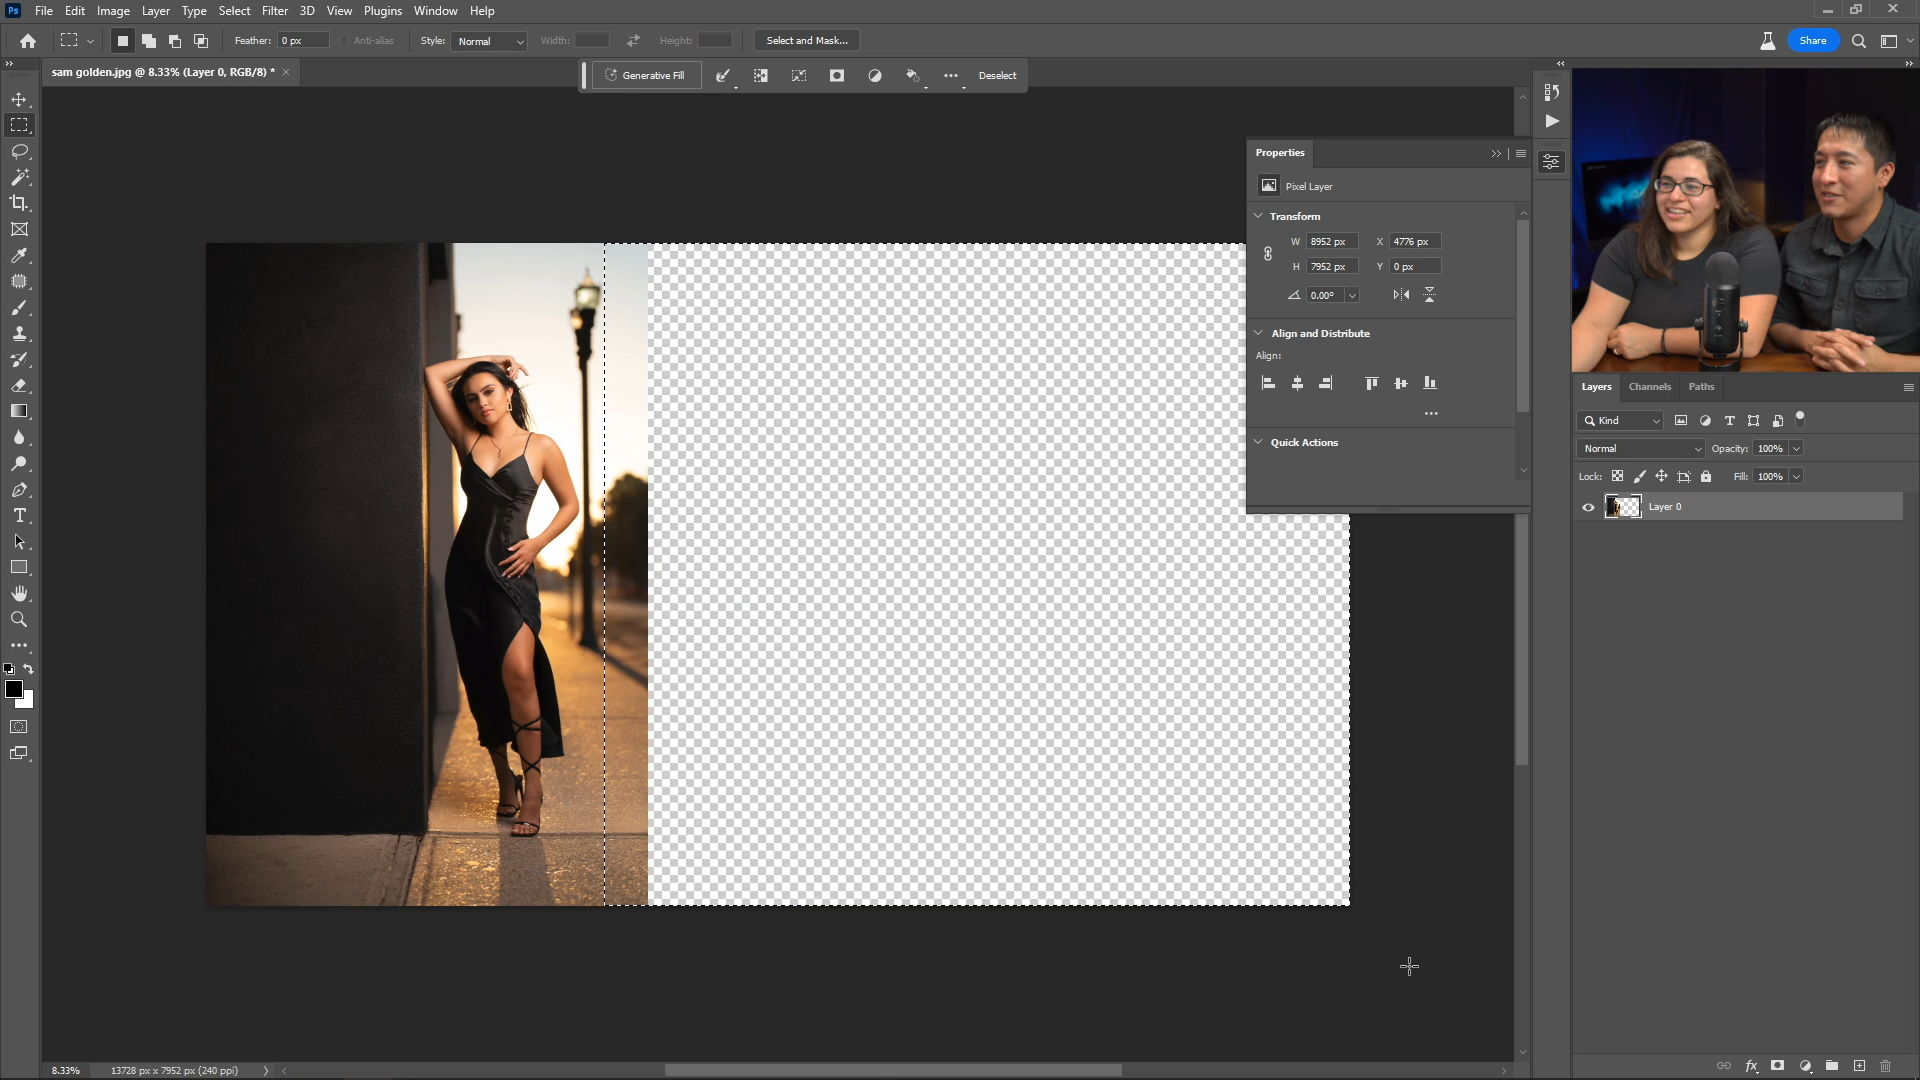 Ps File Edit Image Layer Type Select Filter 3D View Plugins Window Help
Feather: 0 px Anti-alias Style: Normal Width: Height: Select and Mask... Share
sam golden.jpg @ 8.33% (Layer 0, RGB/8) * ×
Generative Fill Deselect
Properties
Pixel Layer
Transform
W 8952 px X 4776 px
H 7952 px Y 0 px
0.00°
Align and Distribute
Align:
Quick Actions
Layers Channels Paths
Kind
Normal Opacity: 100%
Lock: Fill: 100%
Layer 0
8.33% 13728 px x 7952 px (240 ppi)